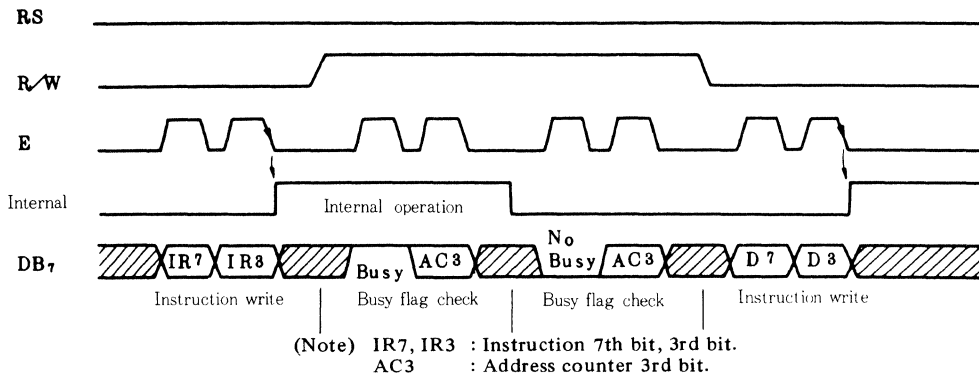 RS
R/W
E
Internal
Internal operation
DB7
IR7 IR3 Busy AC3 No Busy AC3 D7 D3
Instruction write Busy flag check Busy flag check Instruction write
(Note) IR7, IR3 : Instruction 7th bit, 3rd bit.
AC3 : Address counter 3rd bit.